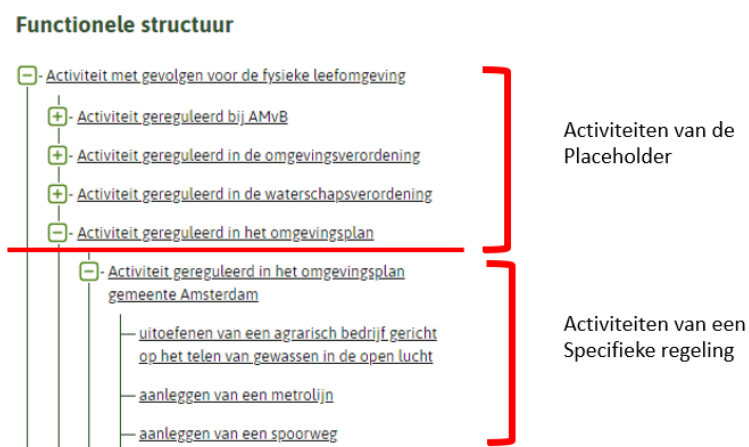 Functionele structuur
Activiteit met gevolgen voor de fysieke leefomgeving
Activiteit gereguleerd bij AMvB
Activiteit gereguleerd in de omgevingsverordening
Activiteit gereguleerd in de waterschapsverordening
Activiteit gereguleerd in het omgevingsplan
Activiteit gereguleerd in het omgevingsplan
gemeente Amsterdam
uitoefenen van een agrarisch bedrijf gericht
op het telen van gewassen in de open lucht
aanleggen van een metrolijn
aanleggen van een spoorweg
Activiteiten van de
Placeholder
Activiteiten van een
Specifieke regeling